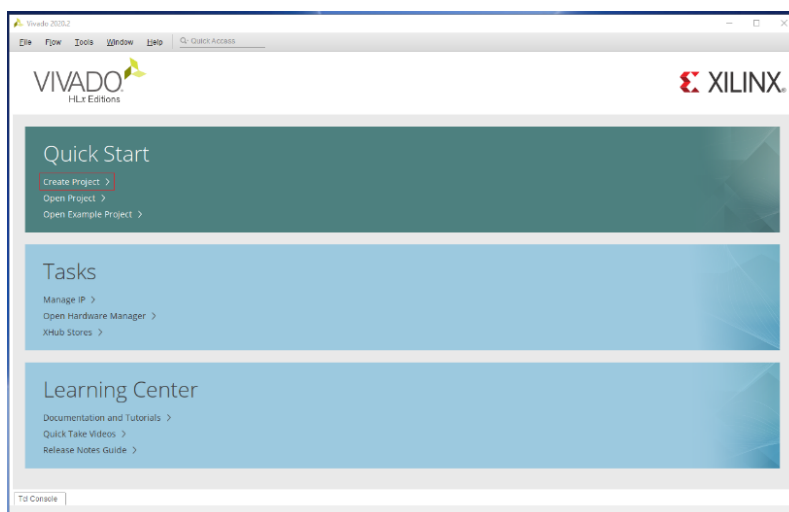 Vivado 2020.2
File Flow Tools Window Help Q- Quick Access
VIVADO.
HLx Editions
XILINX.
Quick Start
Create Project >
Open Project >
Open Example Project >
Tasks
Manage IP >
Open Hardware Manager >
XHub Stores >
Learning Center
Documentation and Tutorials >
Quick Take Videos >
Release Notes Guide >
Tcl Console